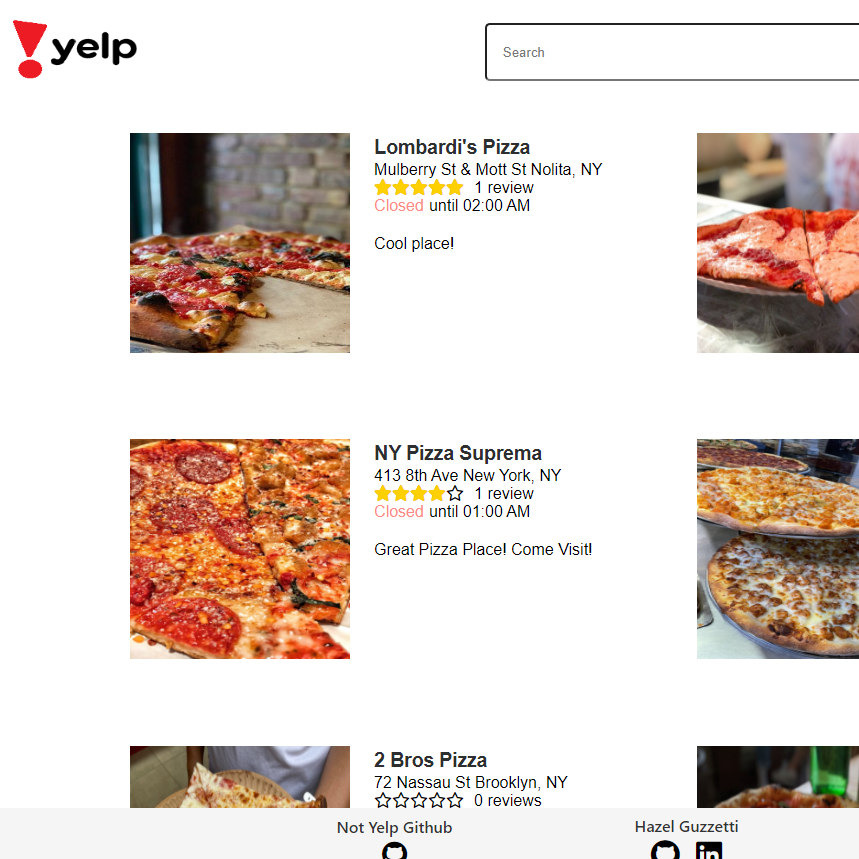 yelp
Search
Lombardi's Pizza
Mulberry St & Mott St Nolita, NY
1 review
Closed until 02:00 AM
Cool place!
NY Pizza Suprema
413 8th Ave New York, NY
1 review
Closed until 01:00 AM
Great Pizza Place! Come Visit!
2 Bros Pizza
72 Nassau St Brooklyn, NY
0 reviews
Not Yelp Github
Hazel Guzzetti
in